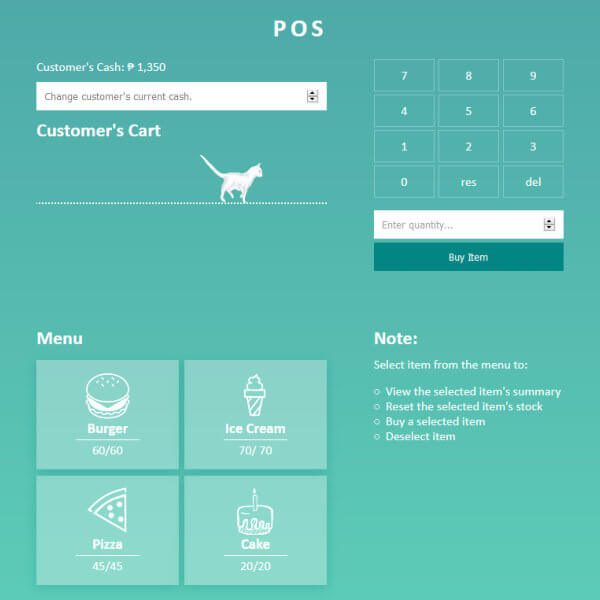 POS
Customer's Cash: ₱ 1,350
Change customer's current cash.
Customer's Cart
7 8 9
4 5 6
1 2 3
0 res del
Enter quantity...
Buy Item
Menu
Burger
60/60
Ice Cream
70/ 70
Pizza
45/45
Cake
20/20
Note:
Select item from the menu to:
View the selected item's summary
Reset the selected item's stock
Buy a selected item
Deselect item